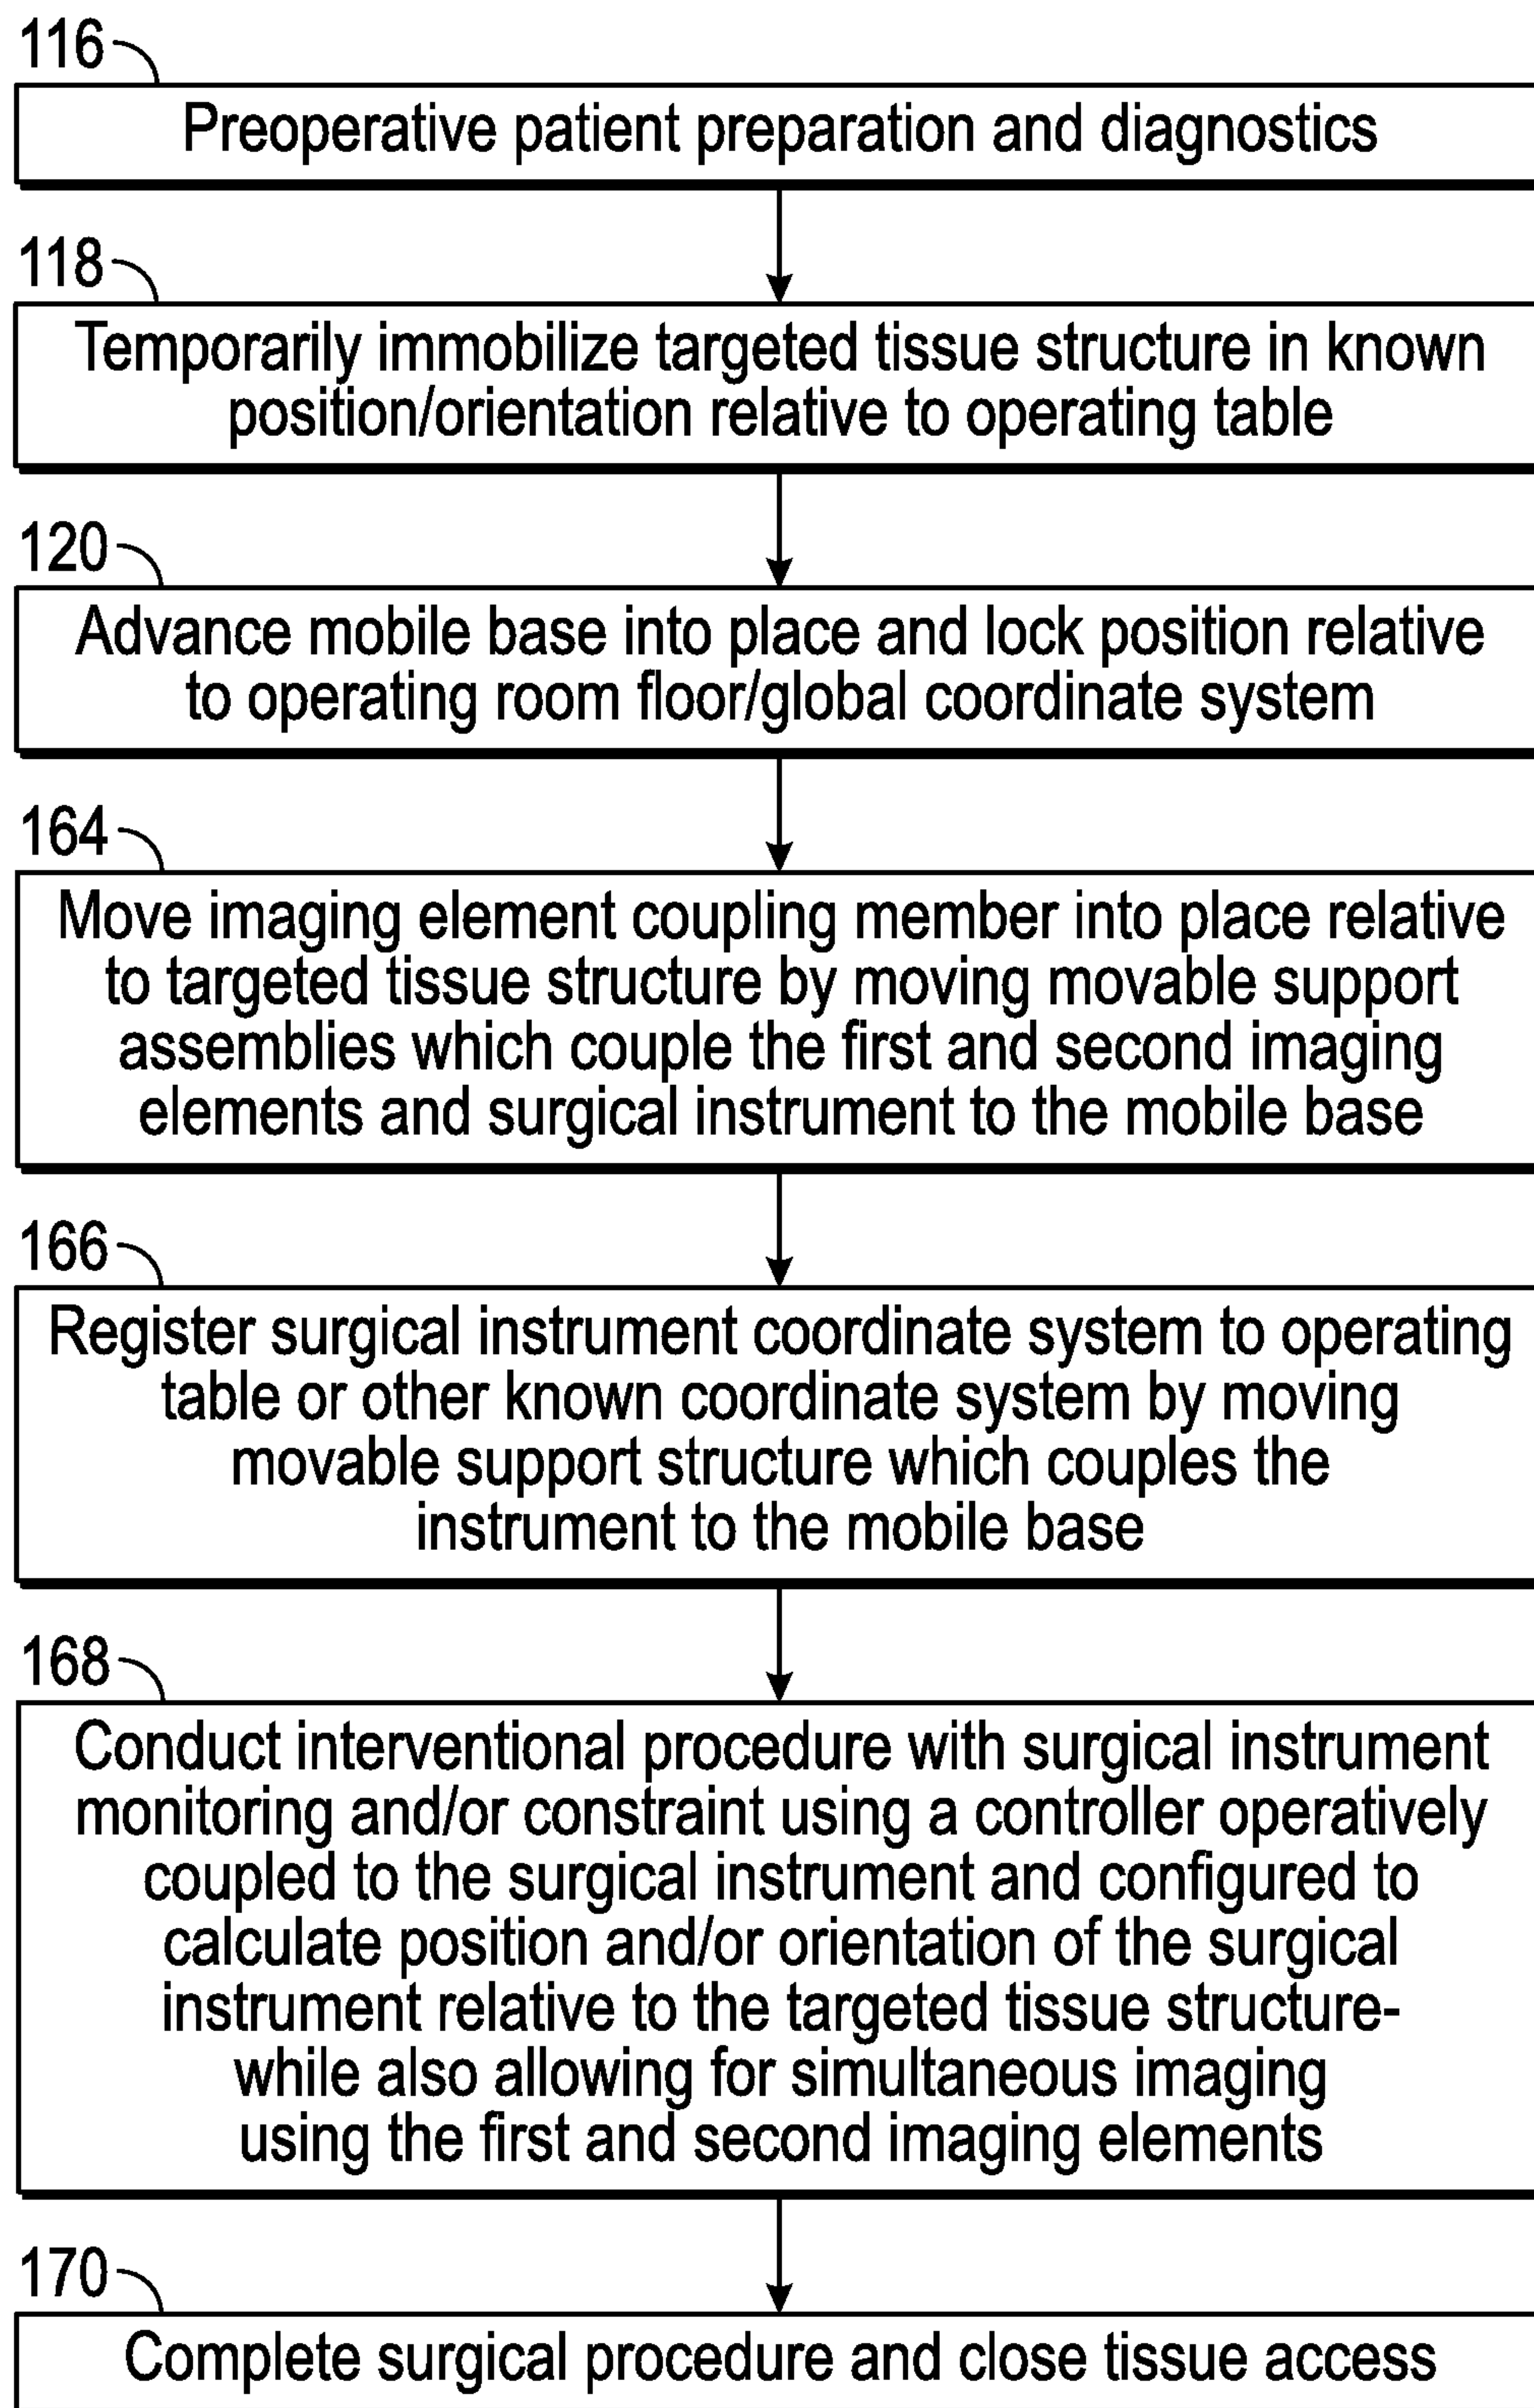 116
Preoperative patient preparation and diagnostics
118
Temporarily immobilize targeted tissue structure in known
position/orientation relative to operating table
120
Advance mobile base into place and lock position relative
to operating room floor/global coordinate system
164
Move imaging element coupling member into place relative
to targeted tissue structure by moving movable support
assemblies which couple the first and second imaging
elements and surgical instrument to the mobile base
166
Register surgical instrument coordinate system to operating
table or other known coordinate system by moving
movable support structure which couples the
instrument to the mobile base
168
Conduct interventional procedure with surgical instrument
monitoring and/or constraint using a controller operatively
coupled to the surgical instrument and configured to
calculate position and/or orientation of the surgical
instrument relative to the targeted tissue structure-
while also allowing for simultaneous imaging
using the first and second imaging elements
170
Complete surgical procedure and close tissue access